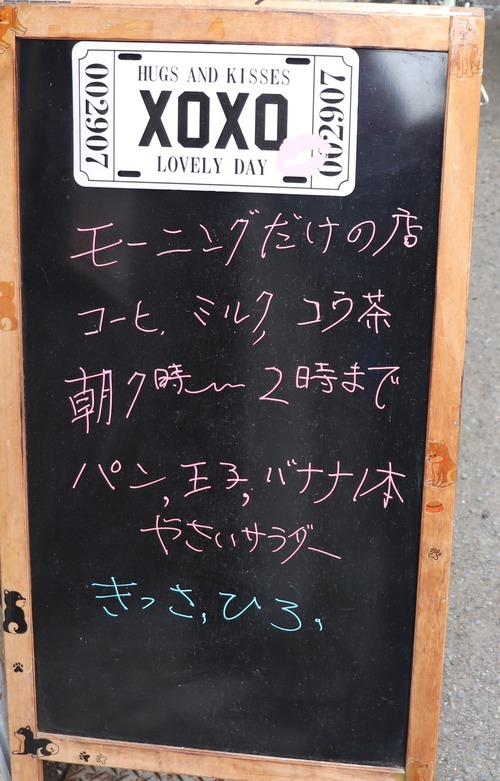 HUGS AND KISSES
002907 XOXO 002907
LOVELY DAY
モーニングだけの店
コーヒ, ミルク, コウ茶
朝7時〜2時まで
パン, 王子, バナナ1本
やさいサラダー
きっさ, ひろ,